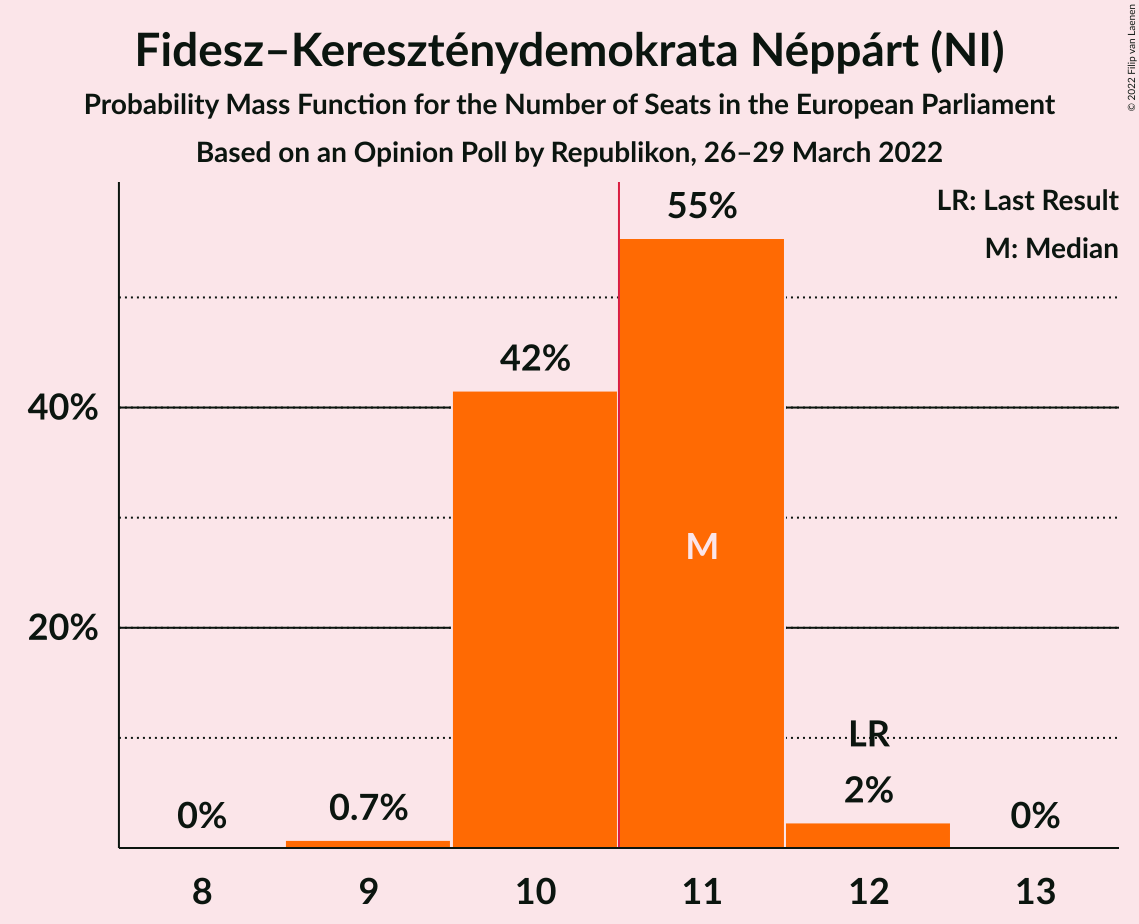 Fidesz–Kereszténydemokrata Néppárt (NI)
Probability Mass Function for the Number of Seats in the European Parliament
Based on an Opinion Poll by Republikon, 26–29 March 2022
© 2022 Filip van Laenen
LR: Last Result
M: Median
55%
42%
40%
M
20%
LR
2%
0.7%
0%
0%
8
9
10
11
12
13